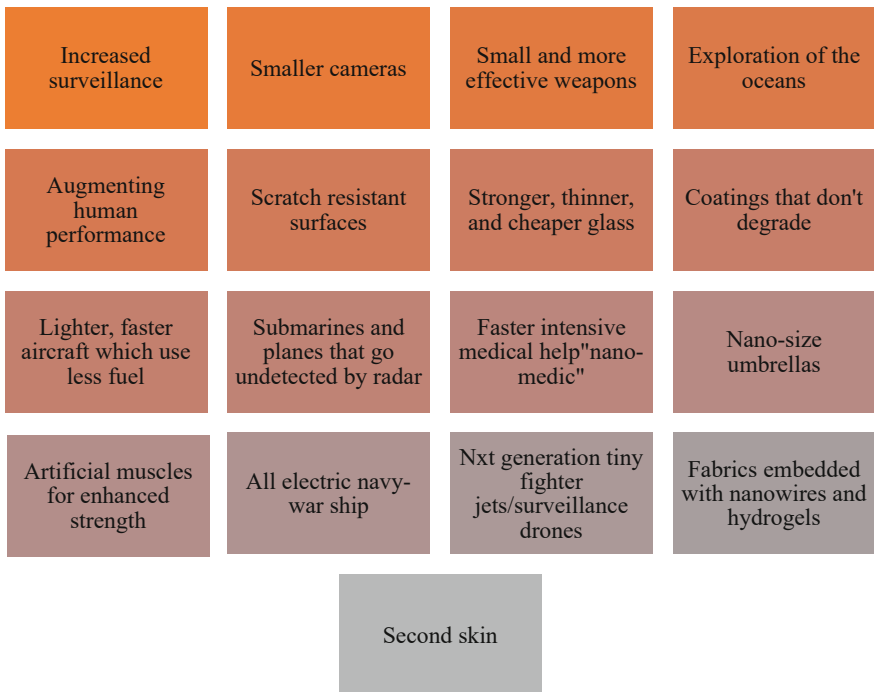 Increased
surveillance
Smaller cameras
Small and more
effective weapons
Exploration of the
oceans
Augmenting
human
performance
Scratch resistant
surfaces
Stronger, thinner,
and cheaper glass
Coatings that don't
degrade
Lighter, faster
aircraft which use
less fuel
Submarines and
planes that go
undetected by radar
Faster intensive
medical help"nano-
medic"
Nano-size
umbrellas
Artificial muscles
for enhanced
strength
All electric navy-
war ship
Nxt generation tiny
fighter
jets/surveillance
drones
Fabrics embedded
with nanowires and
hydrogels
Second skin